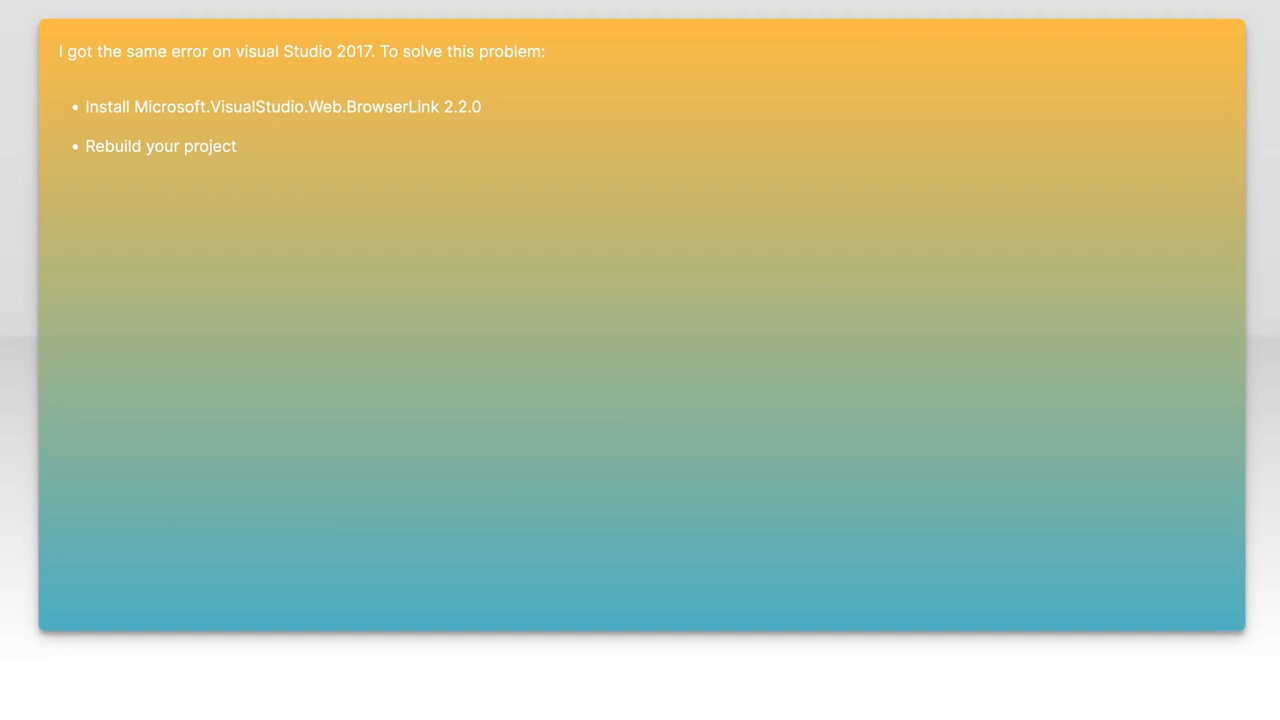 I got the same error on visual Studio 2017. To solve this problem:
• Install Microsoft.VisualStudio.Web.BrowserLink 2.2.0
• Rebuild your project